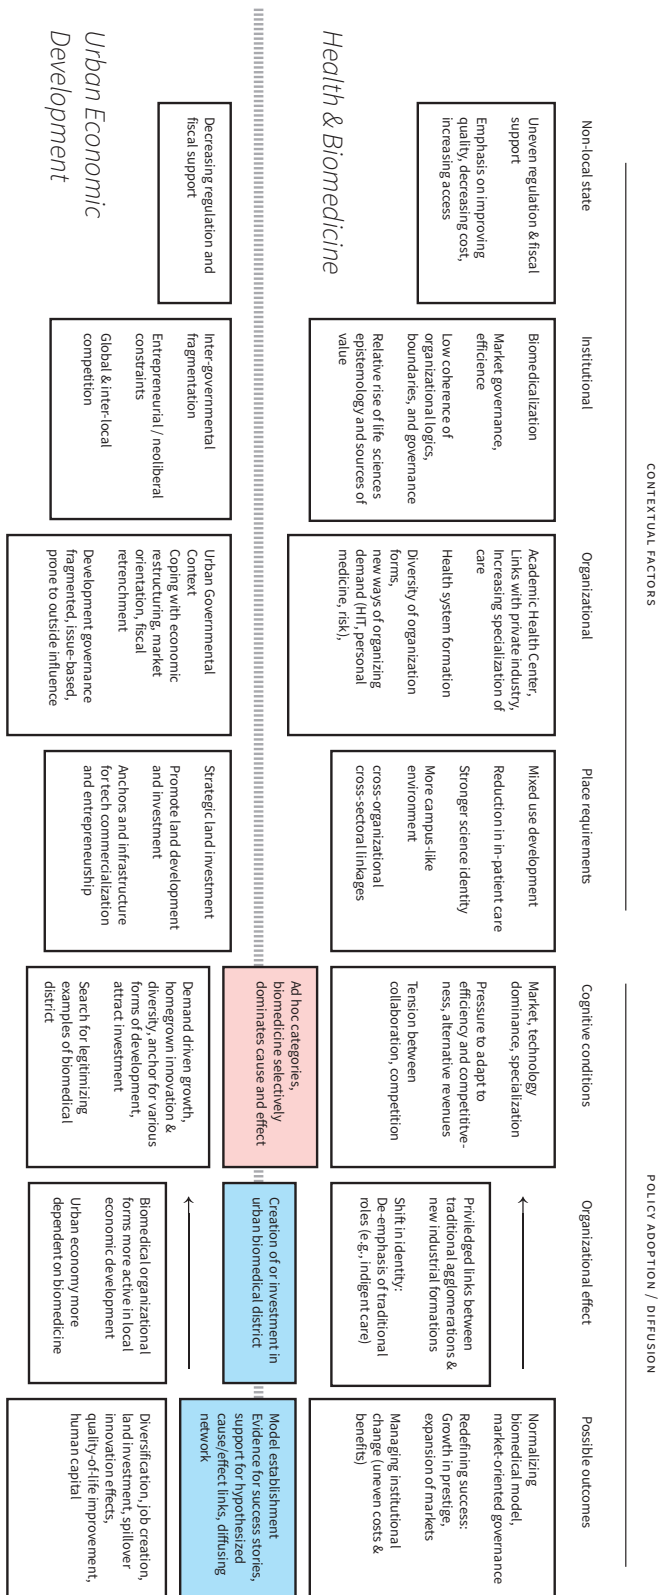 CONTEXTUAL FACTORS
POLICY ADOPTION / DIFFUSION
Non-local state
Institutional
Organizational
Place requirements
Cognitive conditions
Organizational effect
Possible outcomes
Health & Biomedicine
Uneven regulation & fiscal
support
Emphasis on improving
quality, decreasing cost,
increasing access
Biomedicalization
Market governance,
efficience
Low coherence of
organizational logics,
boundaries, and governance
Relative rise of life sciences
epistemology and sources of
value
Academic Health Center,
Links with private industry,
Increasing specialization of
care
Health system formation
Diversity of organization
forms,
new ways of organizing
demand (HIT, personal
medicine, risk),
Mixed use development
Reduction in in-patient care
Stronger science identity
More campus-like
environment
cross-organizational
cross-sectoral linkages
Market, technology
dominance, specialization
Pressure to adapt to
efficiency and competititve-
ness, alternative revenues
Tension between
collaboration, competition
Priviledged links between
traditional agglomerations &
new industrial formations
Shift in identity:
De-emphasis of traditional
roles (e.g., indigent care)
Normalizing
biomedical model,
market-oriented governance
Redefining success:
Growth in prestige,
expansion of markets
Managing institutional
change (uneven costs &
benefits)
Ad hoc categories,
biomedicine selectively
dominates cause and effect
Creation of or investment in
urban biomedical district
Model establishment
Evidence for success stories,
support for hypothesized
cause/effect links, diffusing
network
Urban Economic
Development
Decreasing regulation and
fiscal support
Inter-governmental
fragmentation
Entrepreneurial / neoliberal
constraints
Global & inter-local
competition
Urban Governmental
Context
Coping with economic
restructuring, market
orientation, fiscal
retrenchment
Development governance
fragmented, issue-based,
prone to outside influence
Strategic land investment
Promote land development
and investment
Anchors and infrastructure
for tech commercialization
and entrepreneurship
Demand driven growth,
homegrown innovation &
diversity, anchor for various
forms of development,
attract investment
Search for legitimizing
examples of biomedical
district
Biomedical organizational
forms more active in local
economic development
Urban economy more
dependent on biomedicine
Diversification, job creation,
land investment, spillover
innovation effects,
quality-of-life improvement,
human capital